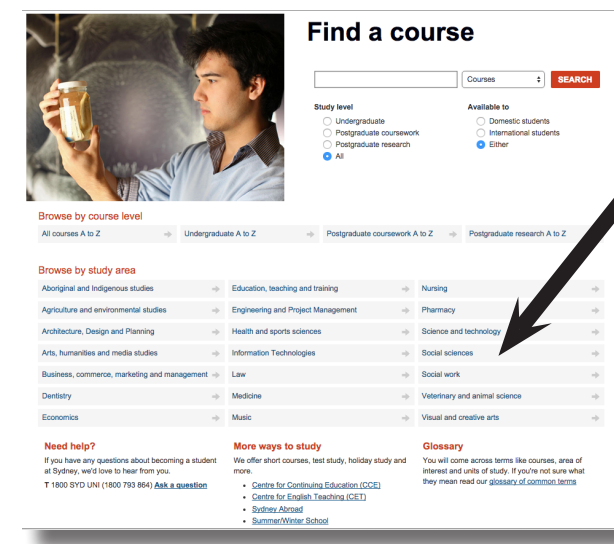 Find a course
Courses
SEARCH
Study level
Undergraduate
Postgraduate coursework
Postgraduate research
All
Available to
Domestic students
International students
Either
Browse by course level
All courses A to Z
Undergraduate A to Z
Postgraduate coursework A to Z
Postgraduate research A to Z
Browse by study area
Aboriginal and Indigenous studies
Education, teaching and training
Nursing
Agriculture and environmental studies
Engineering and Project Management
Pharmacy
Architecture, Design and Planning
Health and sports sciences
Science and technology
Arts, humanities and media studies
Information Technologies
Social sciences
Business, commerce, marketing and management
Law
Social work
Dentistry
Medicine
Veterinary and animal science
Economics
Music
Visual and creative arts
Need help?
If you have any questions about becoming a student
at Sydney, we'd love to hear from you.
T 1800 SYD UNI (1800 793 864) Ask a question
More ways to study
We offer short courses, test study, holiday study and
more.
Centre for Continuing Education (CCE)
Centre for English Teaching (CET)
Sydney Abroad
Summer/Winter School
Glossary
You will come across terms like courses, area of
interest and units of study. If you're not sure what
they mean read our glossary of common terms